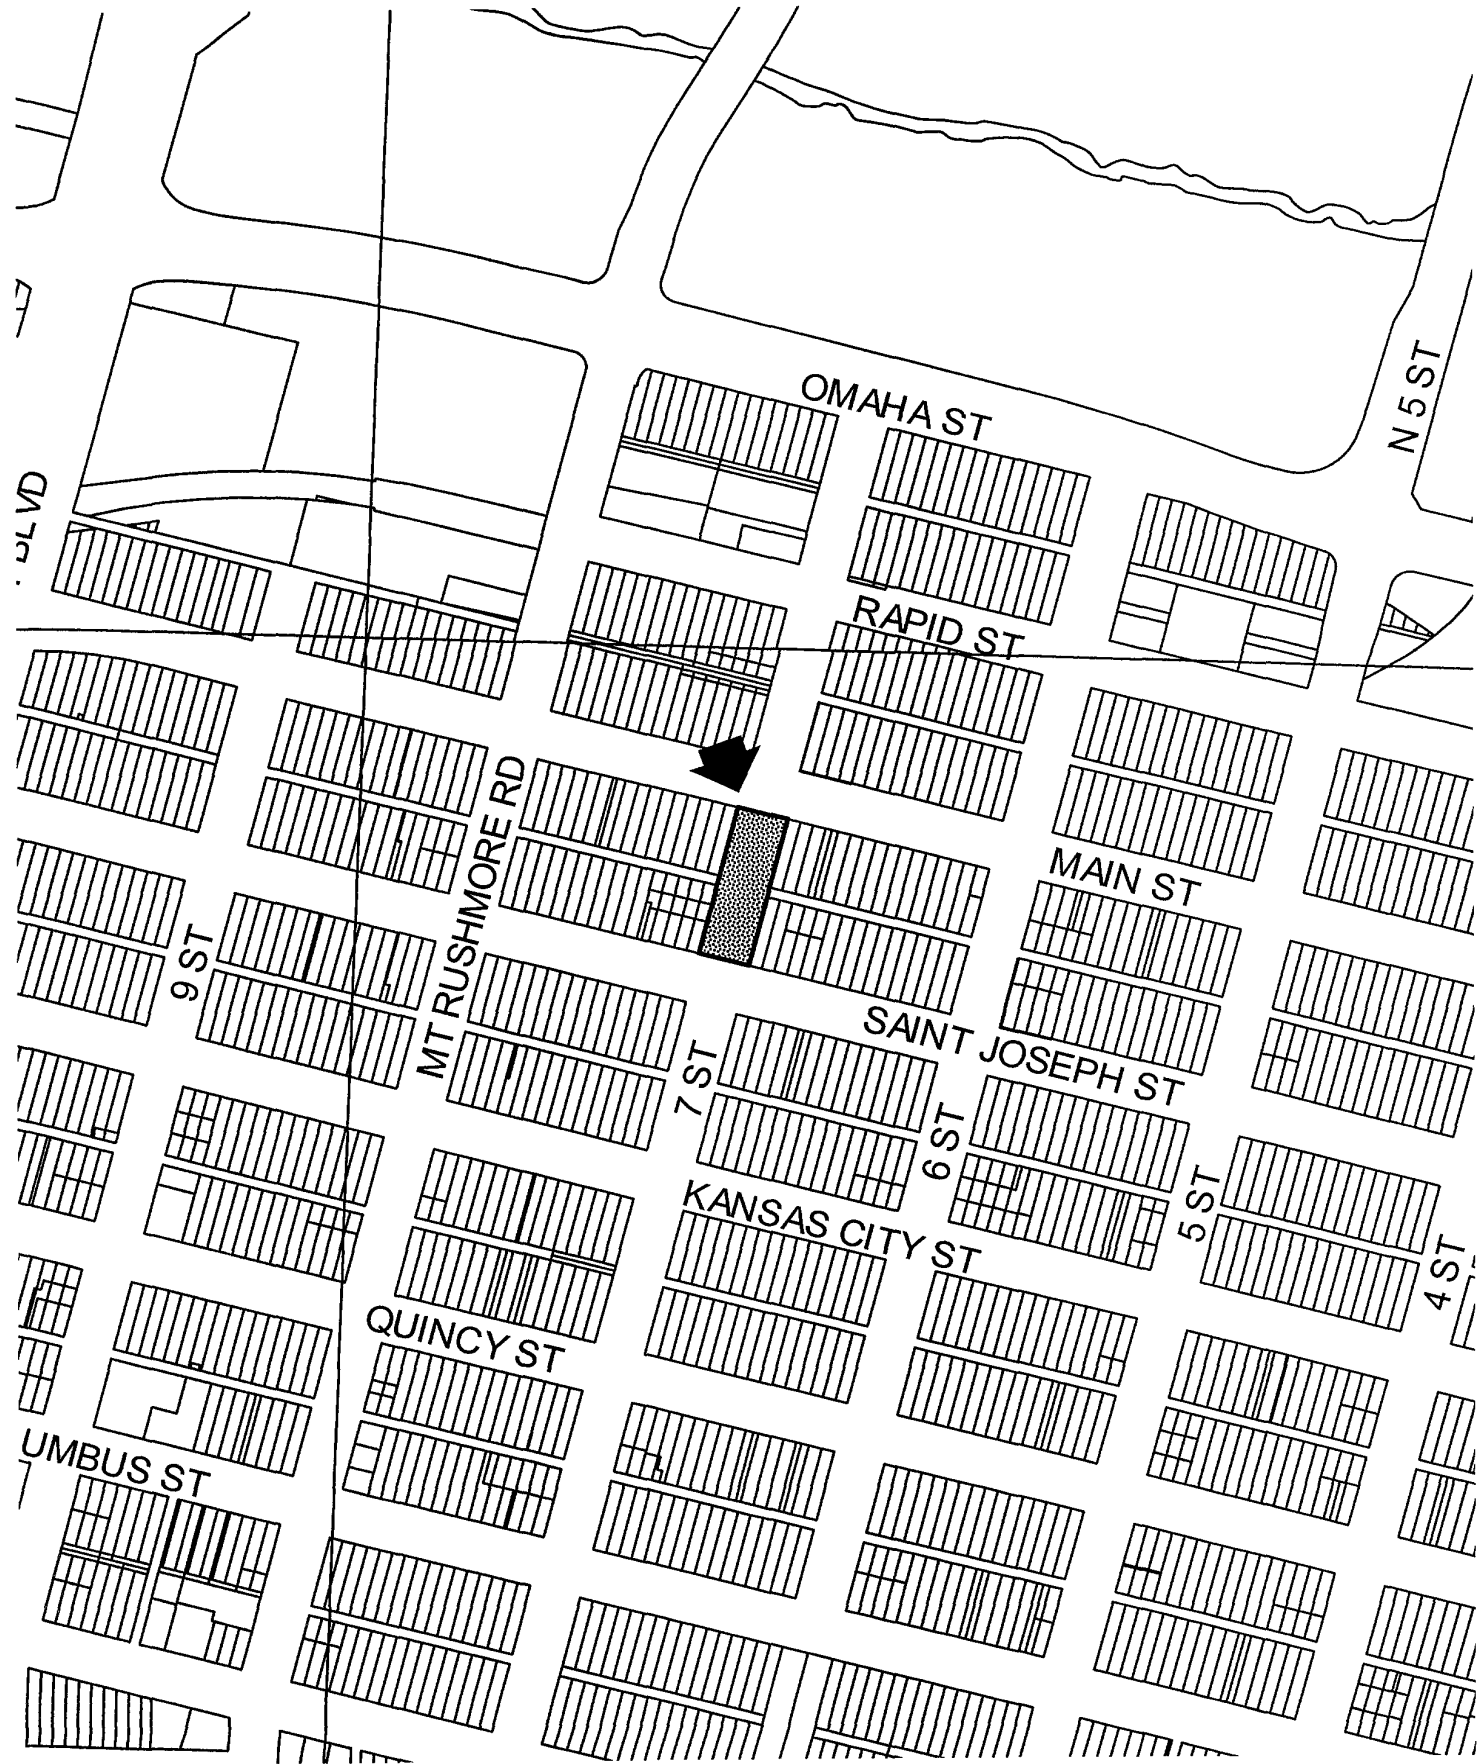 OMAHA ST
N 5 ST
BLVD
RAPID ST
MT RUSHMORE RD
MAIN ST
9 ST
SAINT JOSEPH ST
7 ST
6 ST
5 ST
KANSAS CITY ST
4 ST
QUINCY ST
UMBUS ST